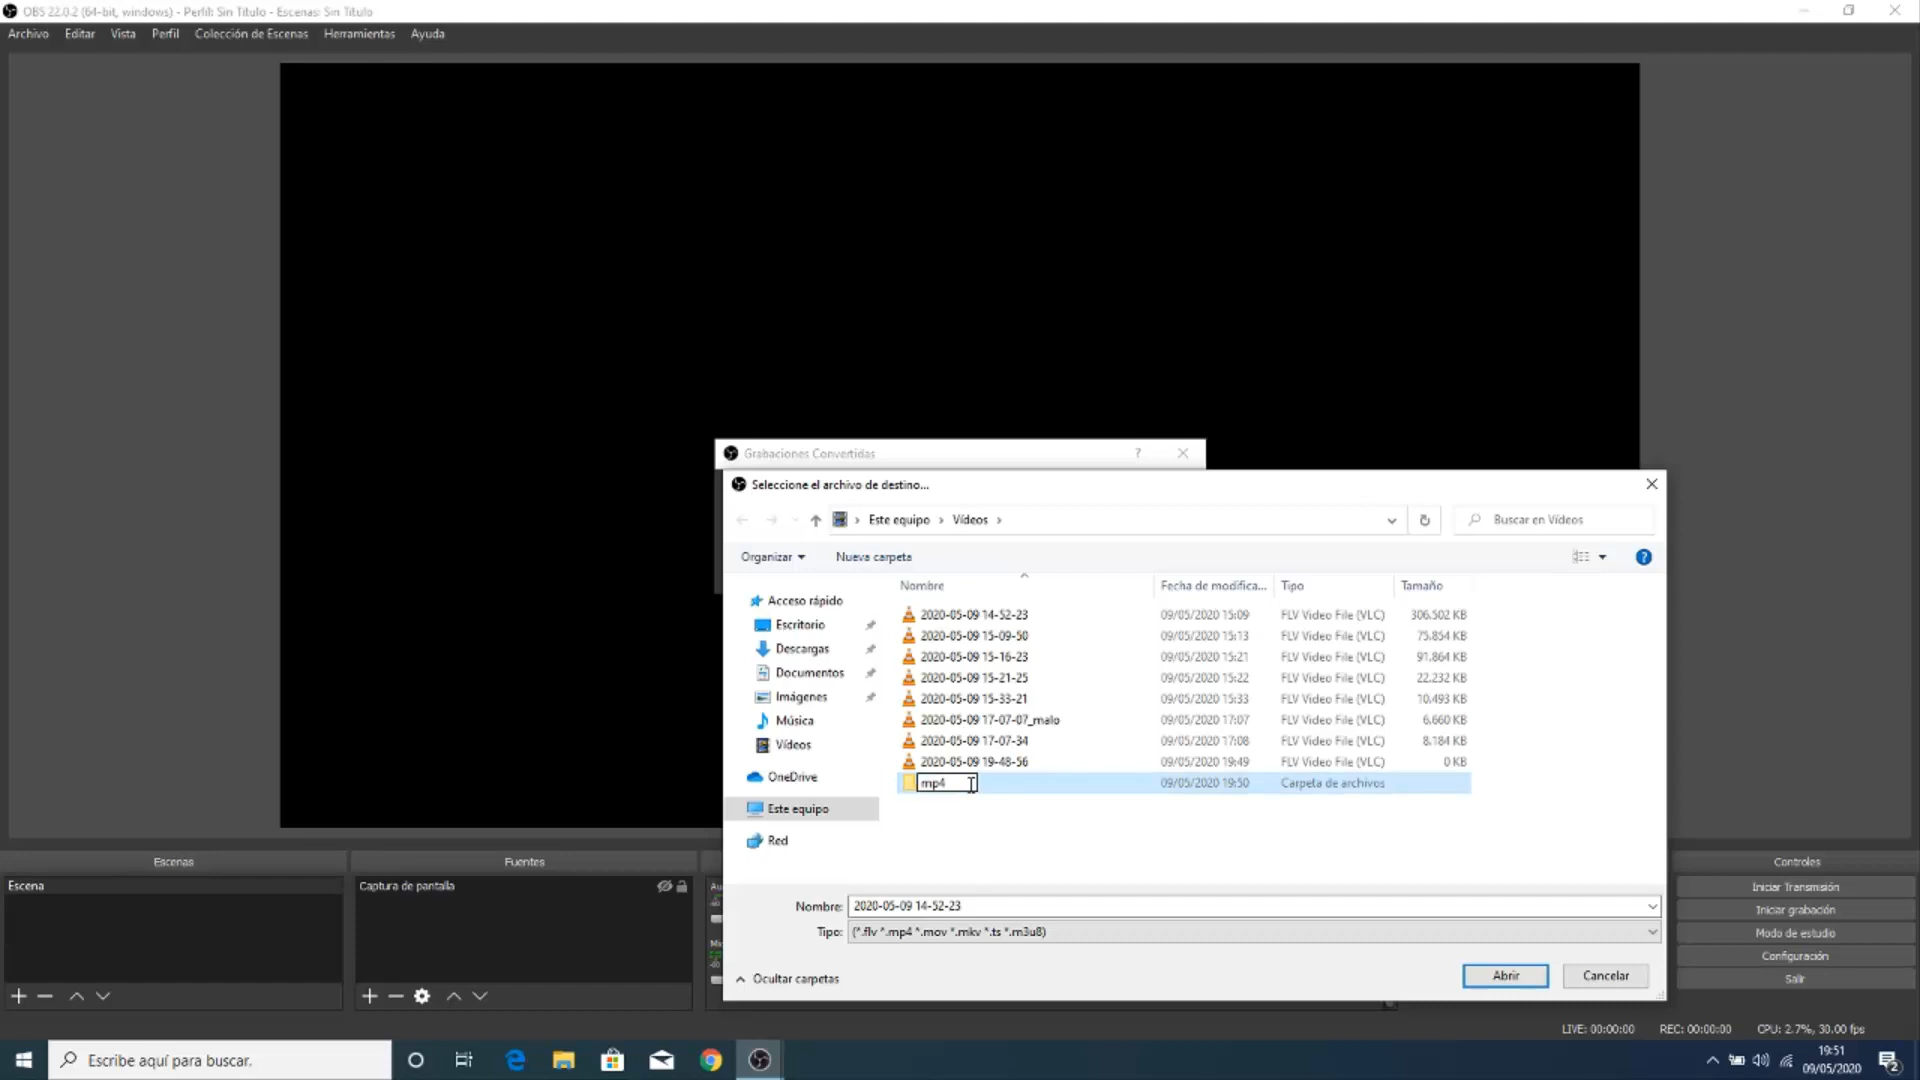 OBS 22.0.2 (64-bit, windows) - Perfil: Sin Título - Escenas: Sin Título
Archivo Editar Vista Perfil Colección de Escenas Herramientas Ayuda
Grabaciones Convertidas ?
Seleccione el archivo de destino...
Este equipo › Vídeos ›
Buscar en Vídeos
Organizar Nueva carpeta ?
Nombre Fecha de modifica... Tipo Tamaño
Acceso rápido
Escritorio
Descargas
Documentos
Imágenes
Música
Vídeos
OneDrive
Este equipo
Red
2020-05-09 14-52-23 09/05/2020 15:09 FLV Video File (VLC) 306.502 KB
2020-05-09 15-09-50 09/05/2020 15:13 FLV Video File (VLC) 75.854 KB
2020-05-09 15-16-23 09/05/2020 15:21 FLV Video File (VLC) 91.864 KB
2020-05-09 15-21-25 09/05/2020 15:22 FLV Video File (VLC) 22.232 KB
2020-05-09 15-33-21 09/05/2020 15:33 FLV Video File (VLC) 10.493 KB
2020-05-09 17-07-07_malo 09/05/2020 17:07 FLV Video File (VLC) 6.660 KB
2020-05-09 17-07-34 09/05/2020 17:08 FLV Video File (VLC) 8.184 KB
2020-05-09 19-48-56 09/05/2020 19:49 FLV Video File (VLC) 0 KB
mp4 09/05/2020 19:50 Carpeta de archivos
Nombre: 2020-05-09 14-52-23
Tipo: (*.flv *.mp4 *.mov *.mkv *.ts *.m3u8)
Ocultar carpetas
Abrir Cancelar
Escenas
Escena
Fuentes
Captura de pantalla
Controles
Iniciar Transmisión
Iniciar grabación
Modo de estudio
Configuración
Salir
LIVE: 00:00:00 REC: 00:00:00 CPU: 2.7%, 30.00 fps
Escribe aquí para buscar.
19:51
09/05/2020
2